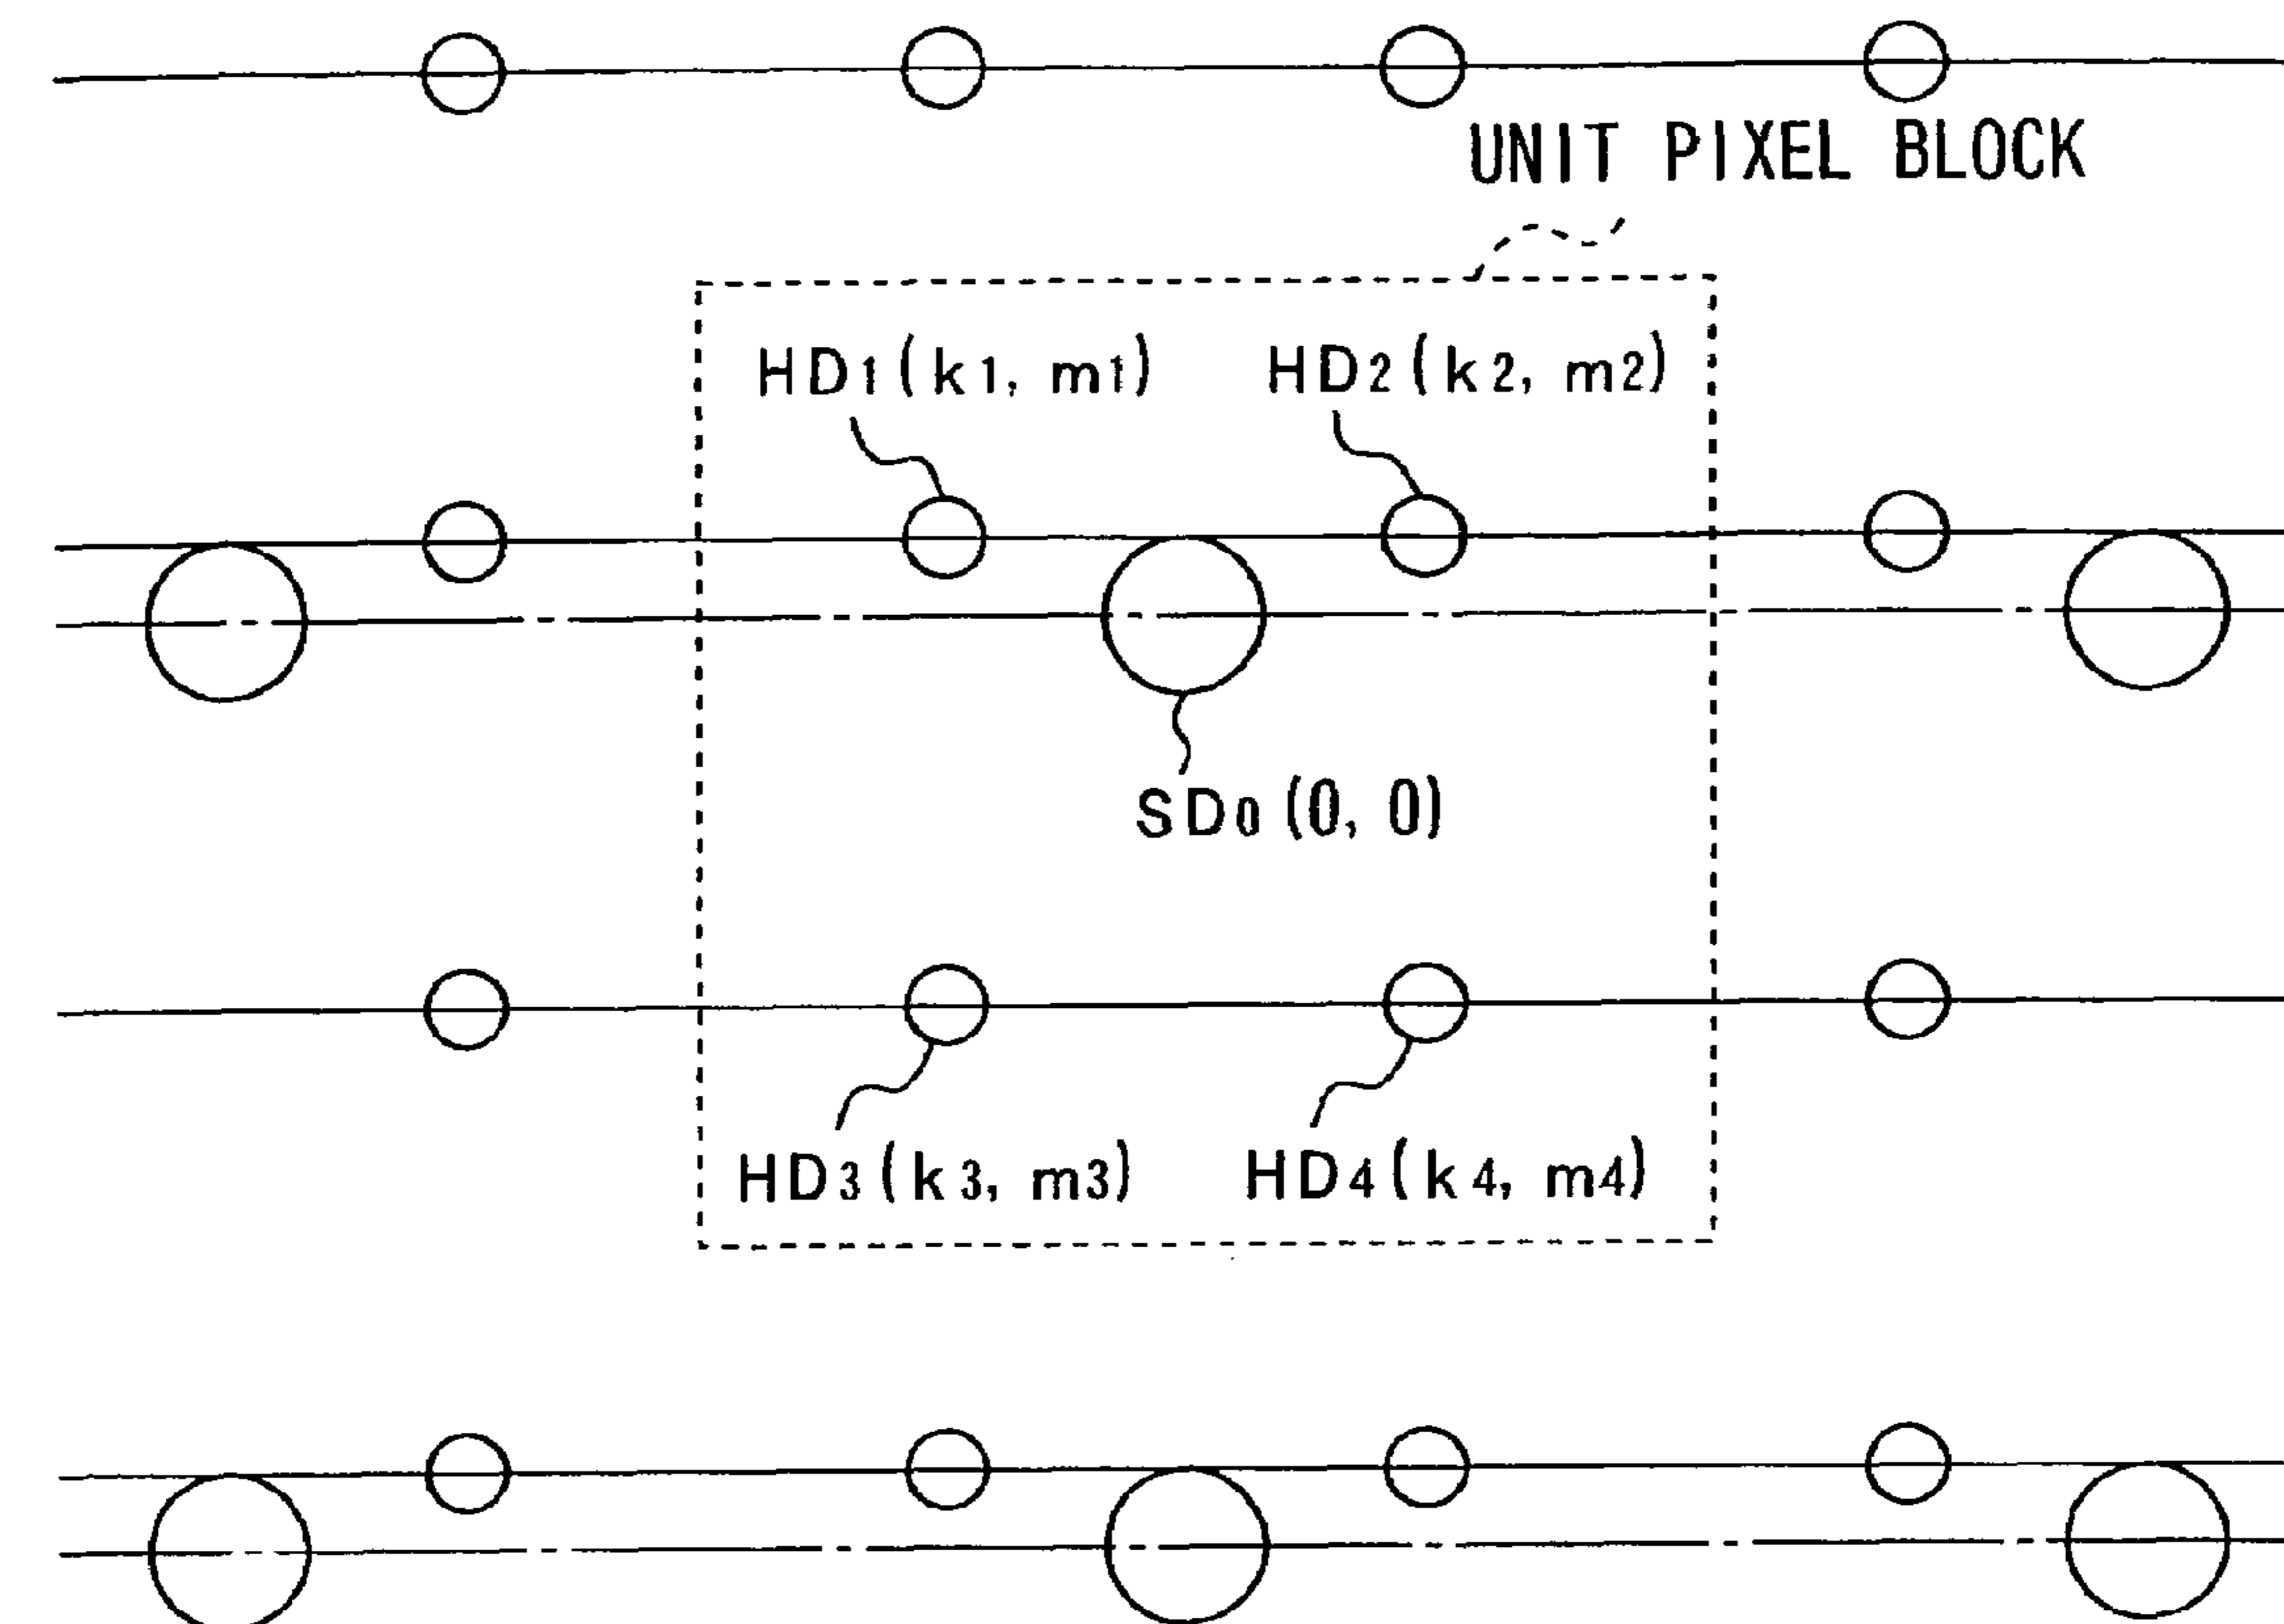 UNIT PIXEL BLOCK
HD1(k1, m1) HD2(k2, m2)
SD0(0, 0)
HD3(k3, m3) HD4(k4, m4)